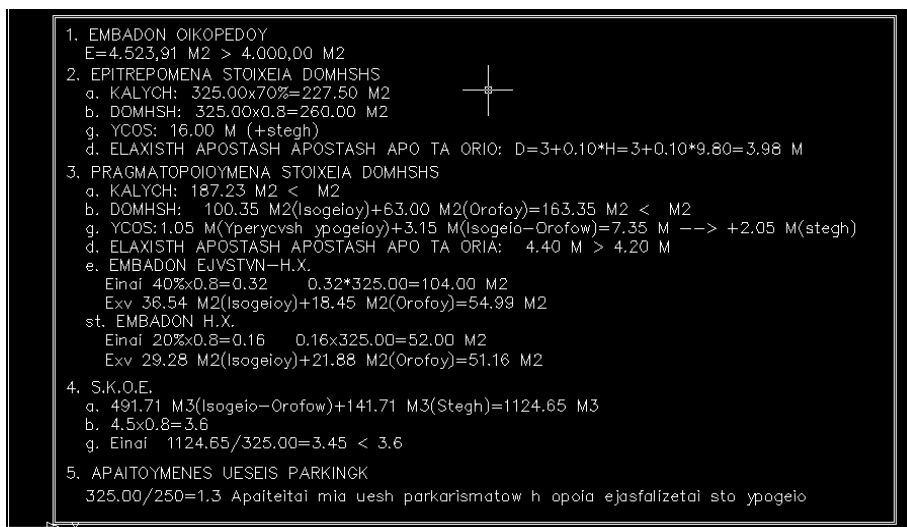 1. EMBADON OIKOPEDOY
E=4.523,91 M2 > 4.000,00 M2
2. EPITREPOMENA STOIXEIA DOMHSHS
a. KALYCH: 325.00x70%=227.50 M2
b. DOMHSH: 325.00x0.8=260.00 M2
g. YCOS: 16.00 M (+stegh)
d. ELAXISTH APOSTASH APOSTASH APO TA ORIO: D=3+0.10*H=3+0.10*9.80=3.98 M
3. PRAGMATOPOIOYMENA STOIXEIA DOMHSHS
a. KALYCH: 187.23 M2 < M2
b. DOMHSH: 100.35 M2(Isogeioy)+63.00 M2(Orofoy)=163.35 M2 < M2
g. YCOS:1.05 M(Yperycvsh ypogeioy)+3.15 M(Isogeio-Orofow)=7.35 M --> +2.05 M(stegh)
d. ELAXISTH APOSTASH APOSTASH APO TA ORIA: 4.40 M > 4.20 M
e. EMBADON EJVSTVN-H.X.
Einai 40%x0.8=0.32 0.32*325.00=104.00 M2
Exv 36.54 M2(Isogeioy)+18.45 M2(Orofoy)=54.99 M2
st. EMBADON H.X.
Einai 20%x0.8=0.16 0.16x325.00=52.00 M2
Exv 29.28 M2(Isogeioy)+21.88 M2(Orofoy)=51.16 M2
4. S.K.O.E.
a. 491.71 M3(Isogeio-Orofow)+141.71 M3(Stegh)=1124.65 M3
b. 4.5x0.8=3.6
g. Einai 1124.65/325.00=3.45 < 3.6
5. APAITOYMENES UESEIS PARKINGK
325.00/250=1.3 Apaiteitai mia uesh parkarismatow h opoia ejasfalizetai sto ypogeio